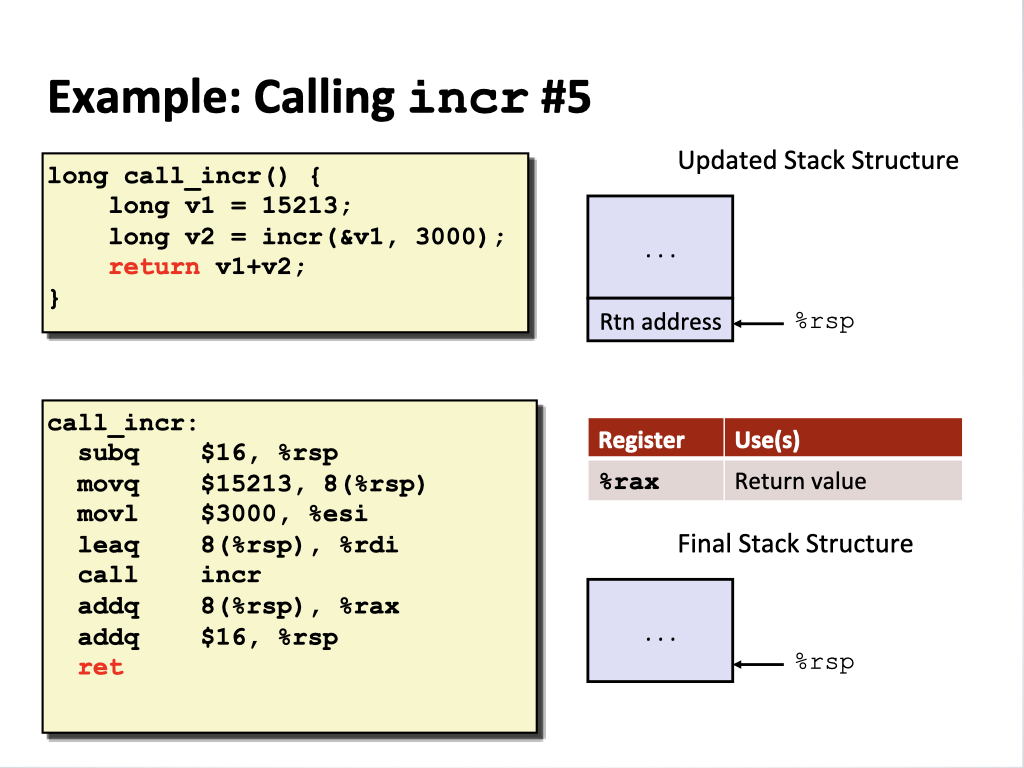 Example: Calling incr #5
long call_incr() {
    long v1 = 15213;
    long v2 = incr(&v1, 3000);
    return v1+v2;
}
Updated Stack Structure
...
Rtn address
%rsp
call_incr:
  subq    $16, %rsp
  movq    $15213, 8(%rsp)
  movl    $3000, %esi
  leaq    8(%rsp), %rdi
  call    incr
  addq    8(%rsp), %rax
  addq    $16, %rsp
  ret
Register Use(s)
%rax Return value
Final Stack Structure
...
%rsp